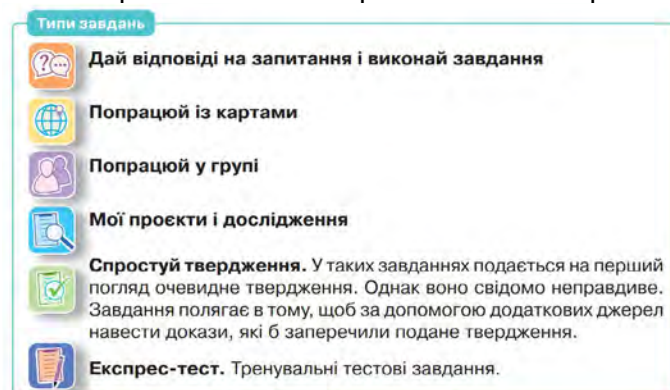 Типи завдань
Дай відповіді на запитання і виконай завдання
Попрацюй із картами
Попрацюй у групі
Мої проєкти і дослідження
Спростуй твердження. У таких завданнях подається на перший
погляд очевидне твердження. Однак воно свідомо неправдиве.
Завдання полягає в тому, щоб за допомогою додаткових джерел
навести докази, які б заперечили подане твердження.
Експрес-тест. Тренувальні тестові завдання.